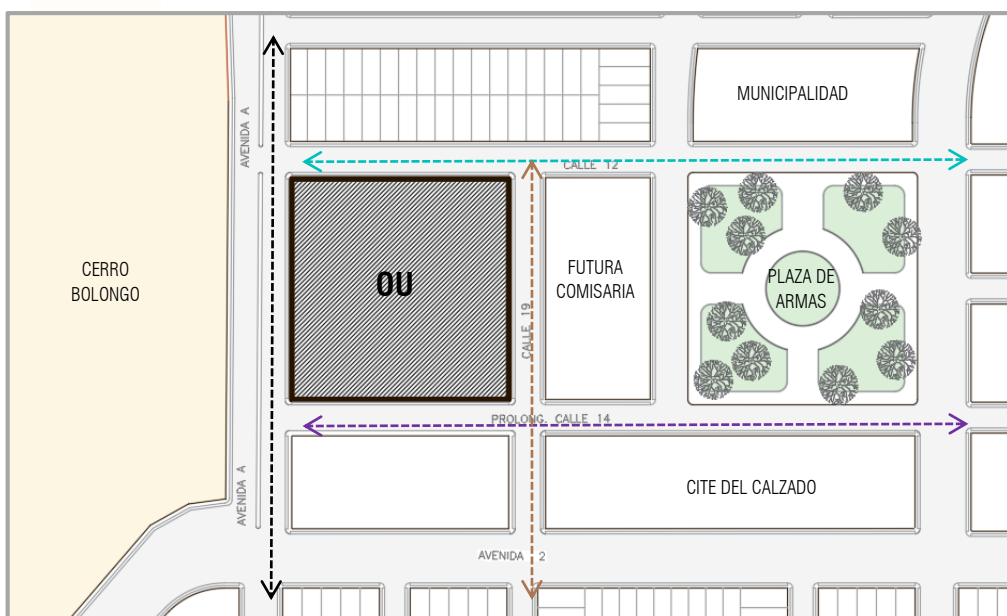 AVENIDA A
MUNICIPALIDAD
CALLE 12
CERRO
BOLONGO
OU
FUTURA
COMISARIA
PLAZA DE
ARMAS
CALLE 19
PROLONG. CALLE 14
AVENIDA A
CITE DEL CALZADO
AVENIDA 2